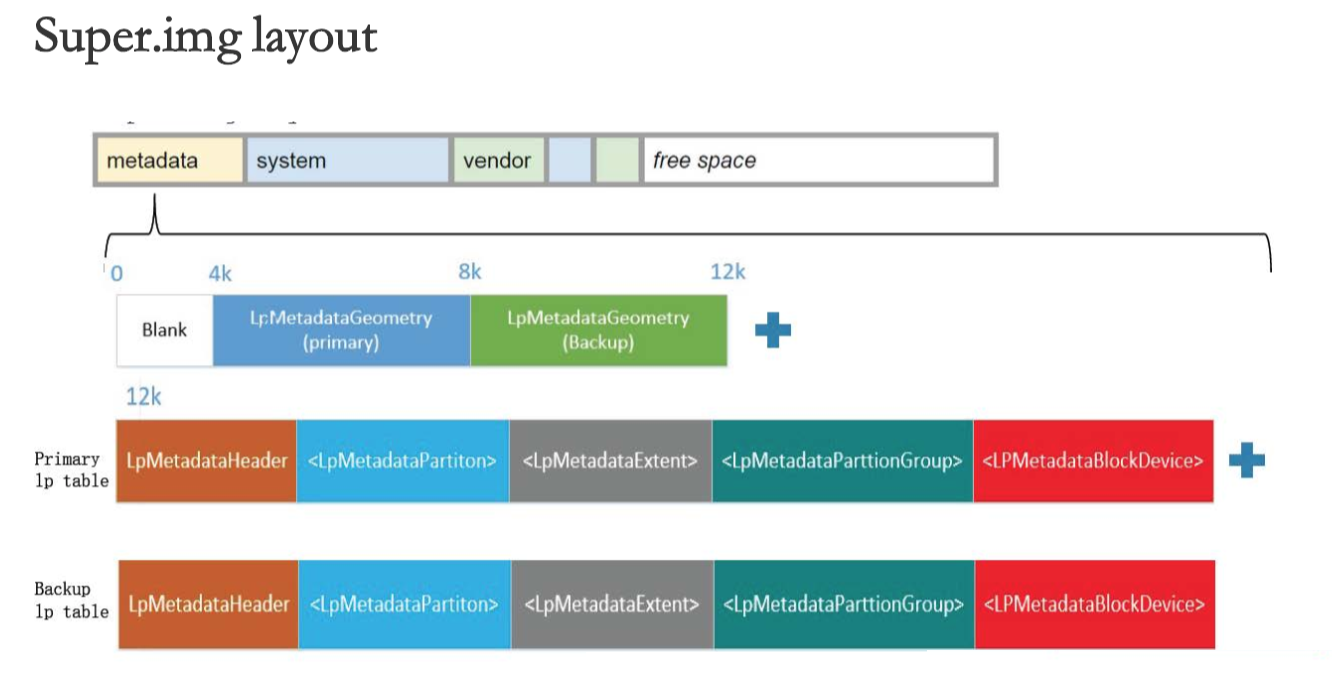 Super.img layout
metadata system vendor free space
0 4k 8k 12k
Blank
LpMetadataGeometry
(primary)
LpMetadataGeometry
(Backup)
12k
Primary
lp table
LpMetadataHeader <LpMetadataPartiton> <LpMetadataExtent> <LpMetadataParttionGroup> <LPMetadataBlockDevice>
Backup
lp table
LpMetadataHeader <LpMetadataPartiton> <LpMetadataExtent> <LpMetadataParttionGroup> <LPMetadataBlockDevice>